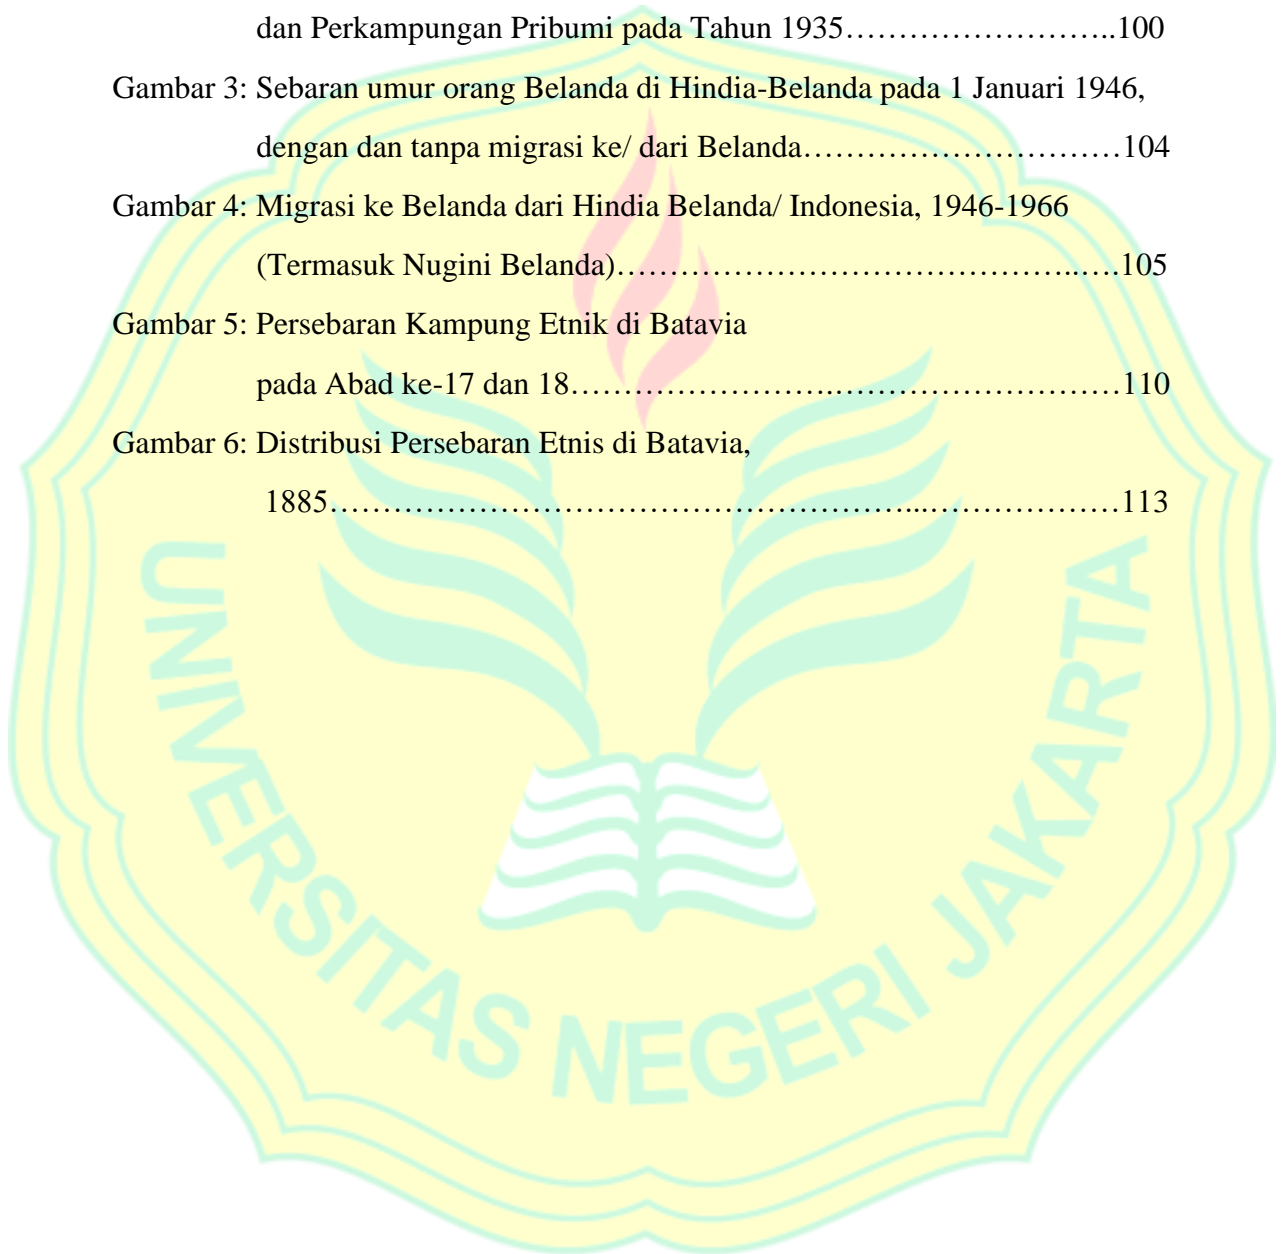 dan Perkampungan Pribumi pada Tahun 1935……………………..100
Gambar 3: Sebaran umur orang Belanda di Hindia-Belanda pada 1 Januari 1946,
dengan dan tanpa migrasi ke/ dari Belanda…………………………104
Gambar 4: Migrasi ke Belanda dari Hindia Belanda/ Indonesia, 1946-1966
(Termasuk Nugini Belanda)……………………………………..….105
Gambar 5: Persebaran Kampung Etnik di Batavia
pada Abad ke-17 dan 18…………………….………………………110
Gambar 6: Distribusi Persebaran Etnis di Batavia,
1885………………………………………………...………………113
UNIVERSITAS NEGERI JAKARTA